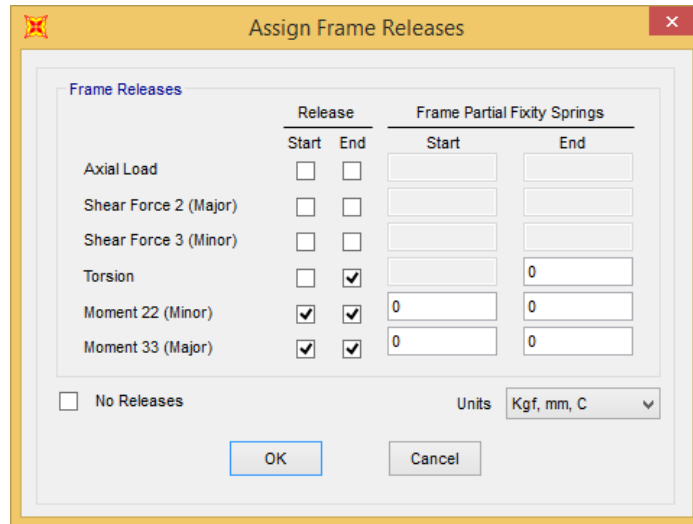 Assign Frame Releases
Frame Releases
Release Frame Partial Fixity Springs
Start End Start End
Axial Load
Shear Force 2 (Major)
Shear Force 3 (Minor)
Torsion 0
Moment 22 (Minor) 0 0
Moment 33 (Major) 0 0
No Releases Units Kgf, mm, C
OK Cancel